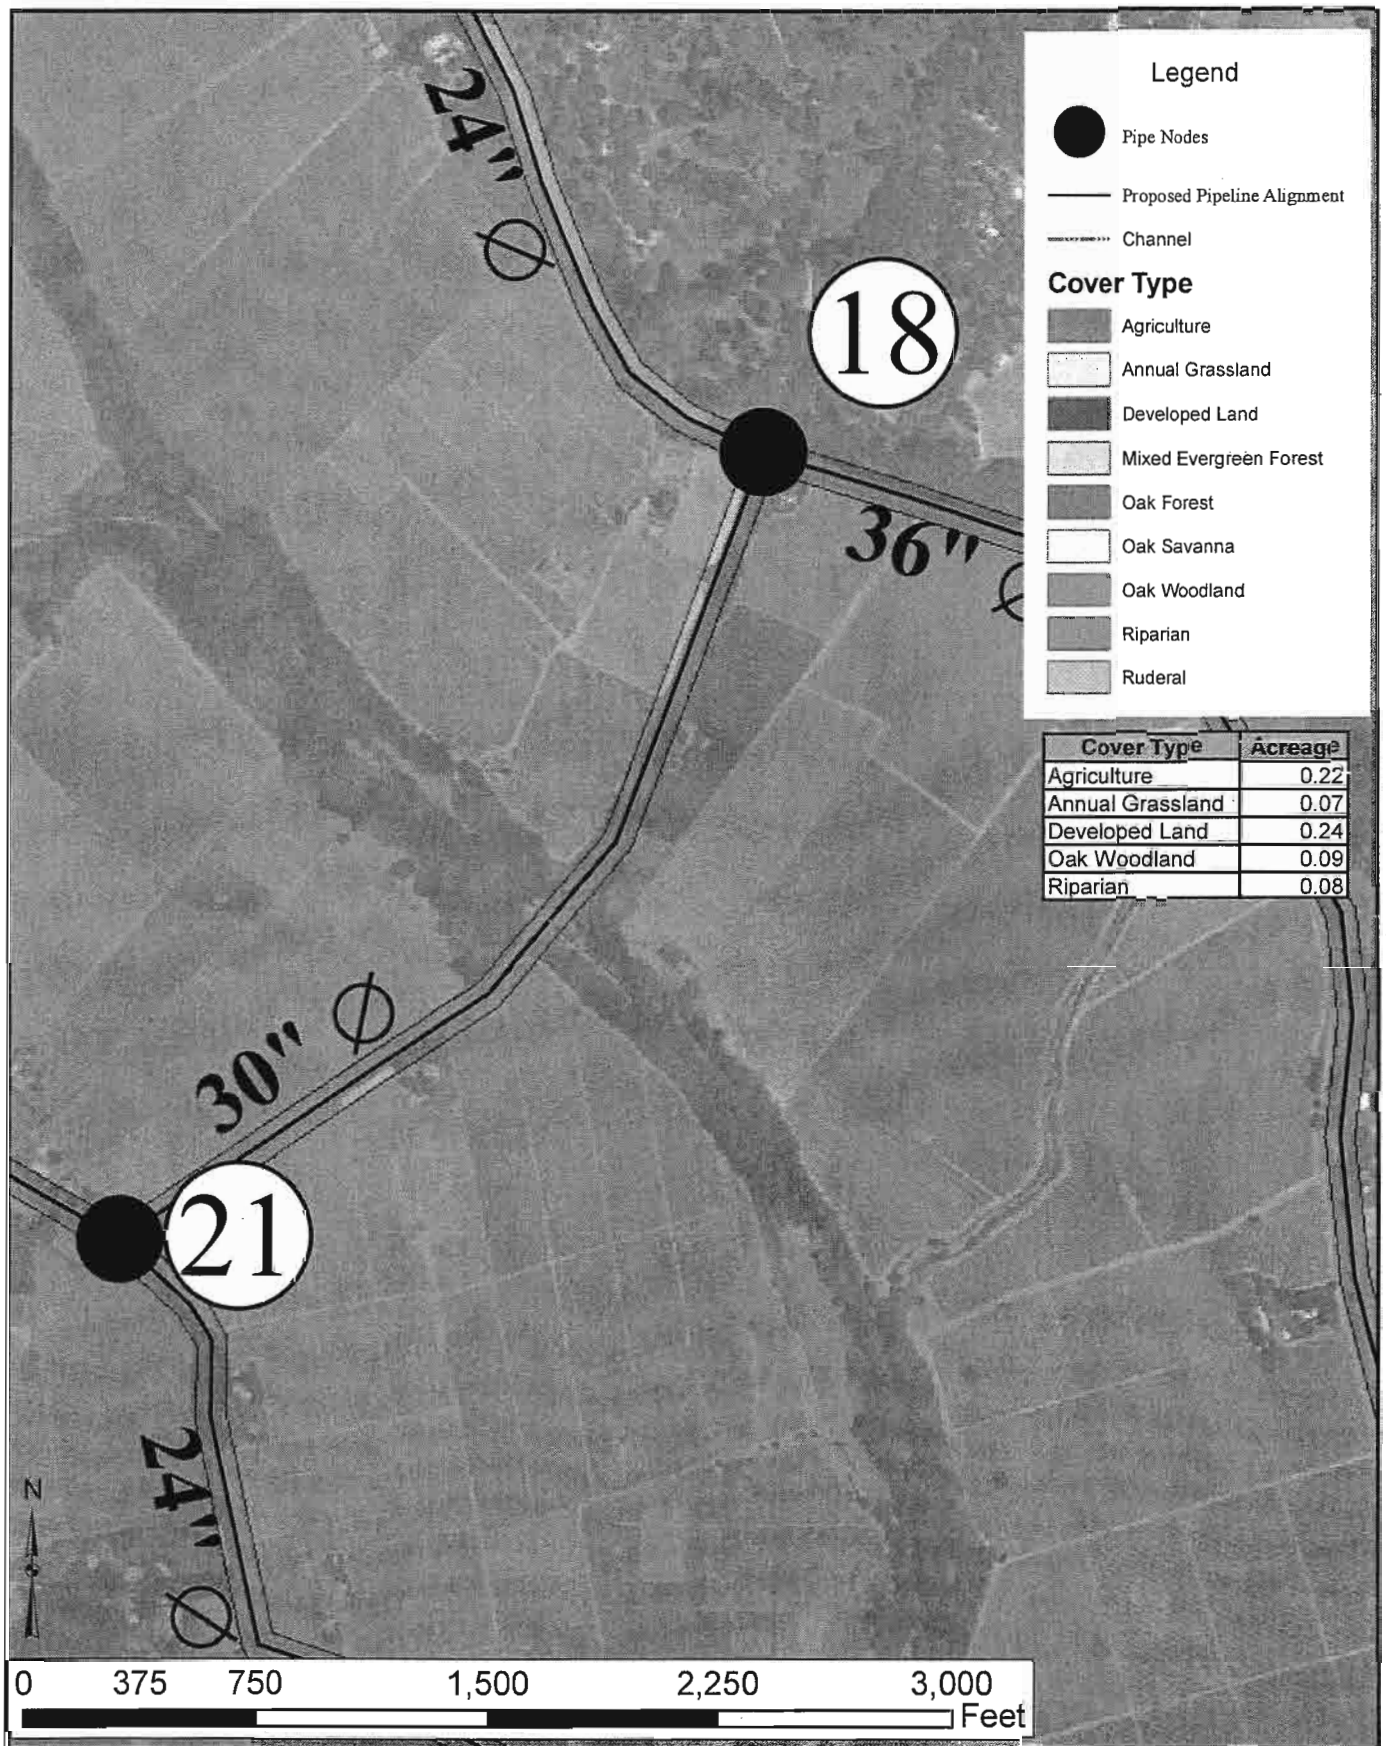 Legend
Pipe Nodes
Proposed Pipeline Alignment
Channel
Cover Type
Agriculture
Annual Grassland
Developed Land
Mixed Evergreen Forest
Oak Forest
Oak Savanna
Oak Woodland
Riparian
Ruderal
24" Ø
18
36" Ø
Cover Type Acreage
Agriculture 0.22
Annual Grassland 0.07
Developed Land 0.24
Oak Woodland 0.09
Riparian 0.08
30" Ø
21
24" Ø
N
0 375 750 1,500 2,250 3,000
Feet